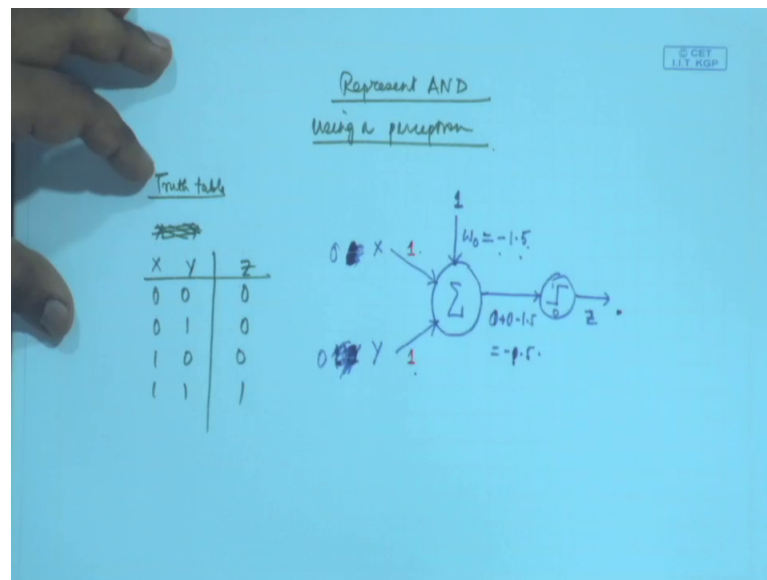 © CET
I.I.T. KGP
Represent AND
using a perceptron
Truth table
X Y Z
0 0 0
0 1 0
1 0 0
1 1 1
1
W0 = -1.5
0 X 1
Σ
1
0
Z
0+0-1.5
0 Y 1